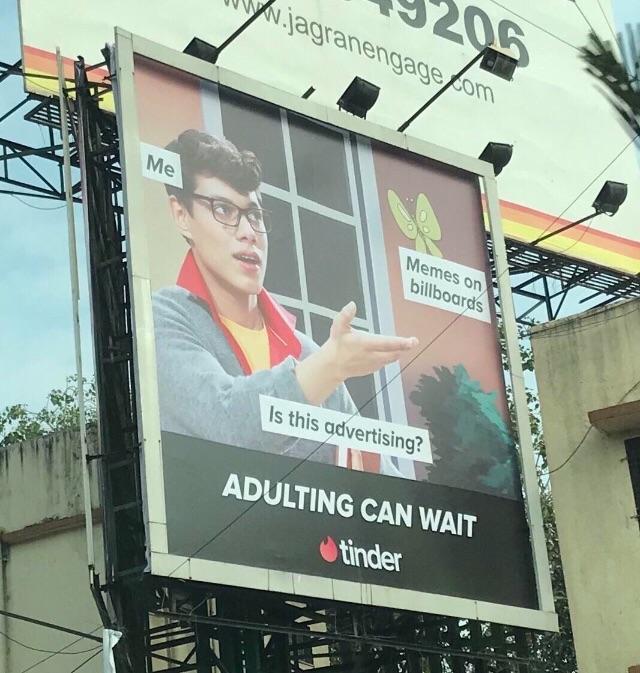 49206
www.jagranengage.com
Me
Memes on
billboards
Is this advertising?
ADULTING CAN WAIT
tinder